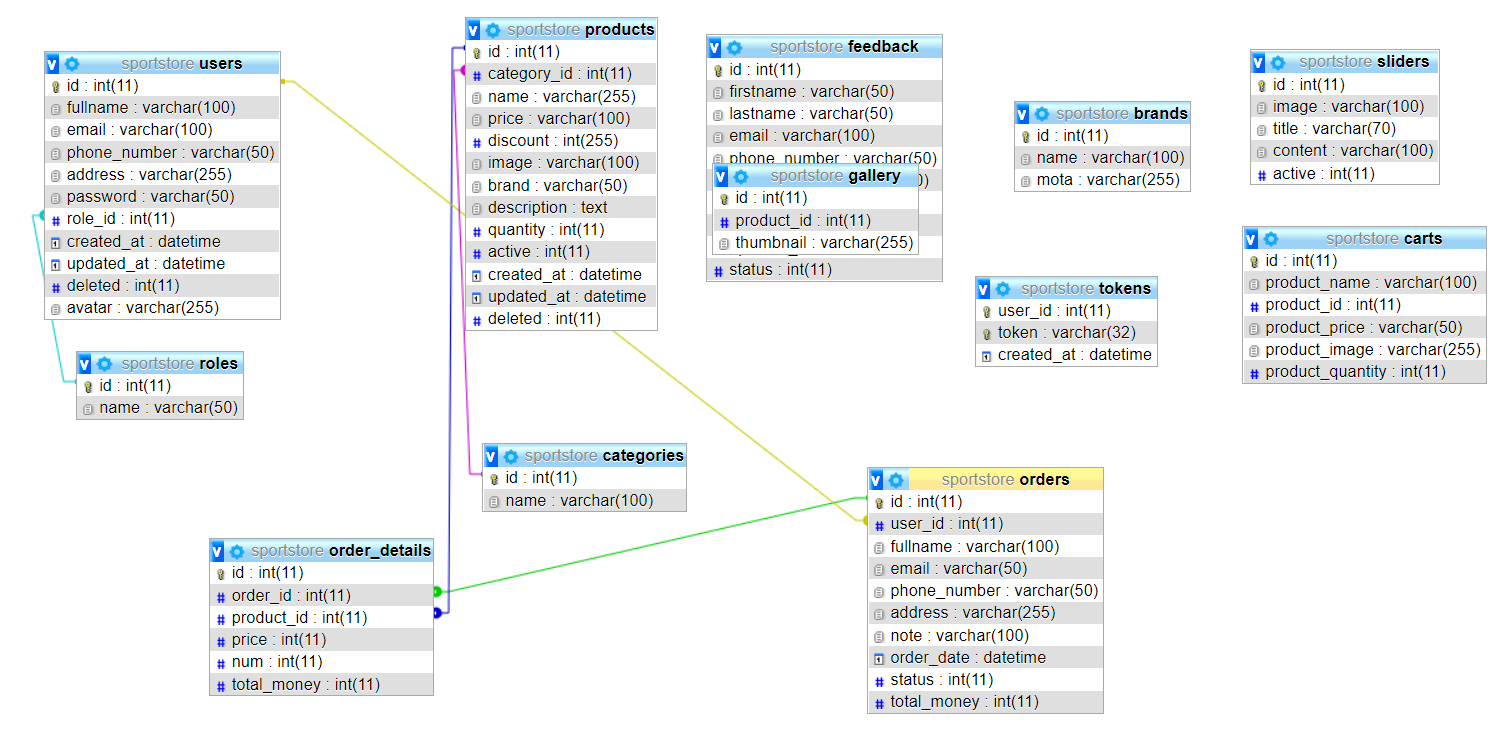 sportstore users
id : int(11)
fullname : varchar(100)
email : varchar(100)
phone_number : varchar(50)
address : varchar(255)
password : varchar(50)
role_id : int(11)
created_at : datetime
updated_at : datetime
deleted : int(11)
avatar : varchar(255)
sportstore roles
id : int(11)
name : varchar(50)
sportstore products
id : int(11)
category_id : int(11)
name : varchar(255)
price : varchar(100)
discount : int(255)
image : varchar(100)
brand : varchar(50)
description : text
quantity : int(11)
active : int(11)
created_at : datetime
updated_at : datetime
deleted : int(11)
sportstore categories
id : int(11)
name : varchar(100)
sportstore order_details
id : int(11)
order_id : int(11)
product_id : int(11)
price : int(11)
num : int(11)
total_money : int(11)
sportstore feedback
id : int(11)
firstname : varchar(50)
lastname : varchar(50)
email : varchar(100)
phone_number : varchar(50)
sportstore gallery
id : int(11)
product_id : int(11)
thumbnail : varchar(255)
status : int(11)
sportstore brands
id : int(11)
name : varchar(100)
mota : varchar(255)
sportstore tokens
user_id : int(11)
token : varchar(32)
created_at : datetime
sportstore sliders
id : int(11)
image : varchar(100)
title : varchar(70)
content : varchar(100)
active : int(11)
sportstore carts
id : int(11)
product_name : varchar(100)
product_id : int(11)
product_price : varchar(50)
product_image : varchar(255)
product_quantity : int(11)
sportstore orders
id : int(11)
user_id : int(11)
fullname : varchar(100)
email : varchar(50)
phone_number : varchar(50)
address : varchar(255)
note : varchar(100)
order_date : datetime
status : int(11)
total_money : int(11)